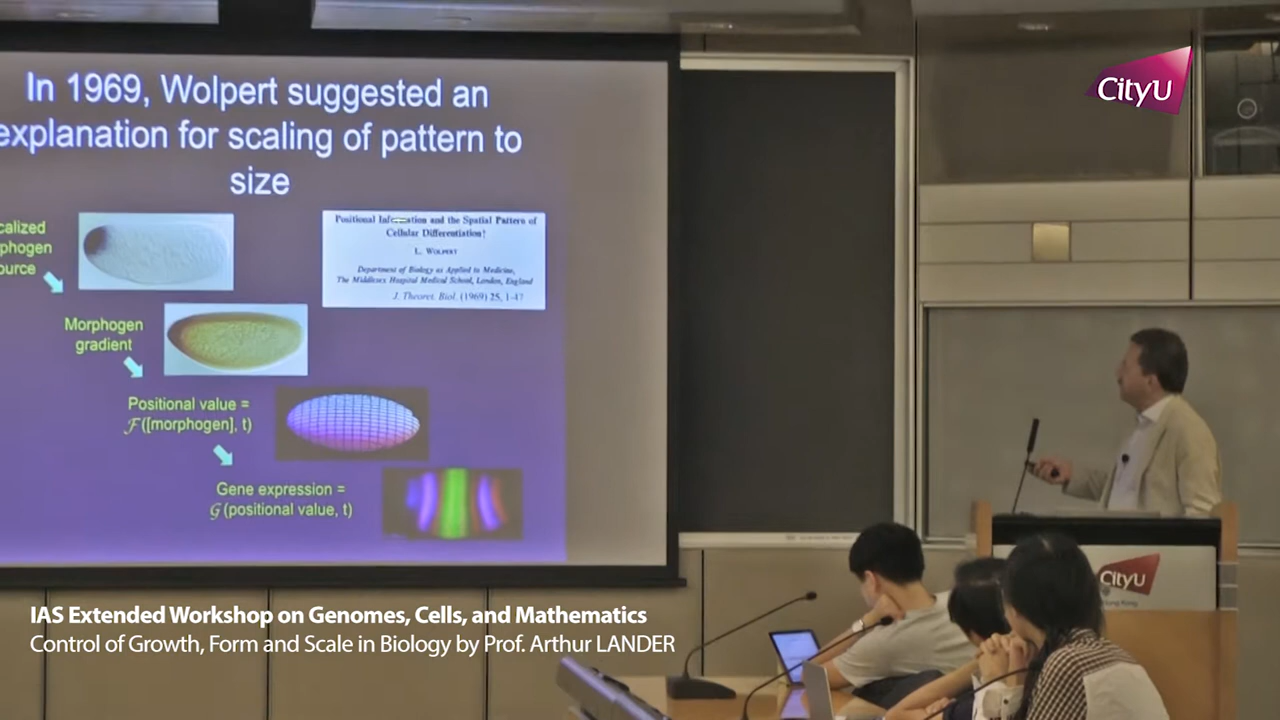 In 1969, Wolpert suggested an
explanation for scaling of pattern to
size
calized
phogen
ource
Morphogen
gradient
Positional value =
F([morphogen], t)
Gene expression =
G(positional value, t)
Positional Information and the Spatial Pattern of
Cellular Differentiation†
L. WOLPERT
Department of Biology as Applied to Medicine,
The Middlesex Hospital Medical School, London, England
J. Theoret. Biol. (1969) 25, 1-47
CityU
CityU
IAS Extended Workshop on Genomes, Cells, and Mathematics
Control of Growth, Form and Scale in Biology by Prof. Arthur LANDER